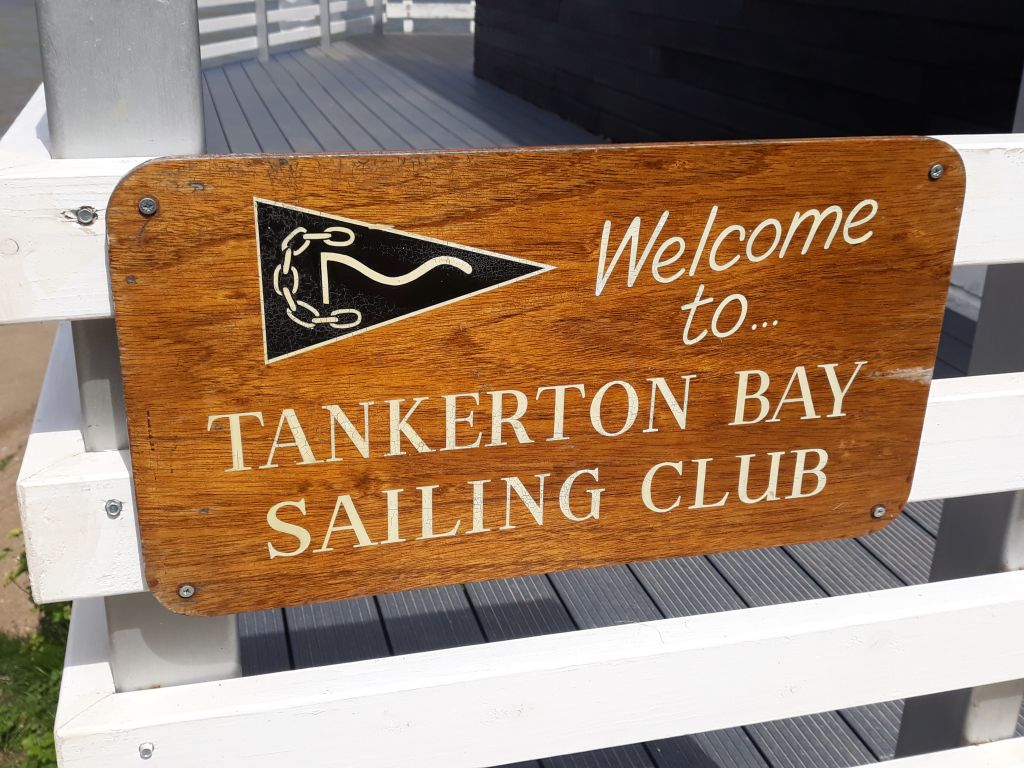 Welcome
to...
TANKERTON BAY
SAILING CLUB